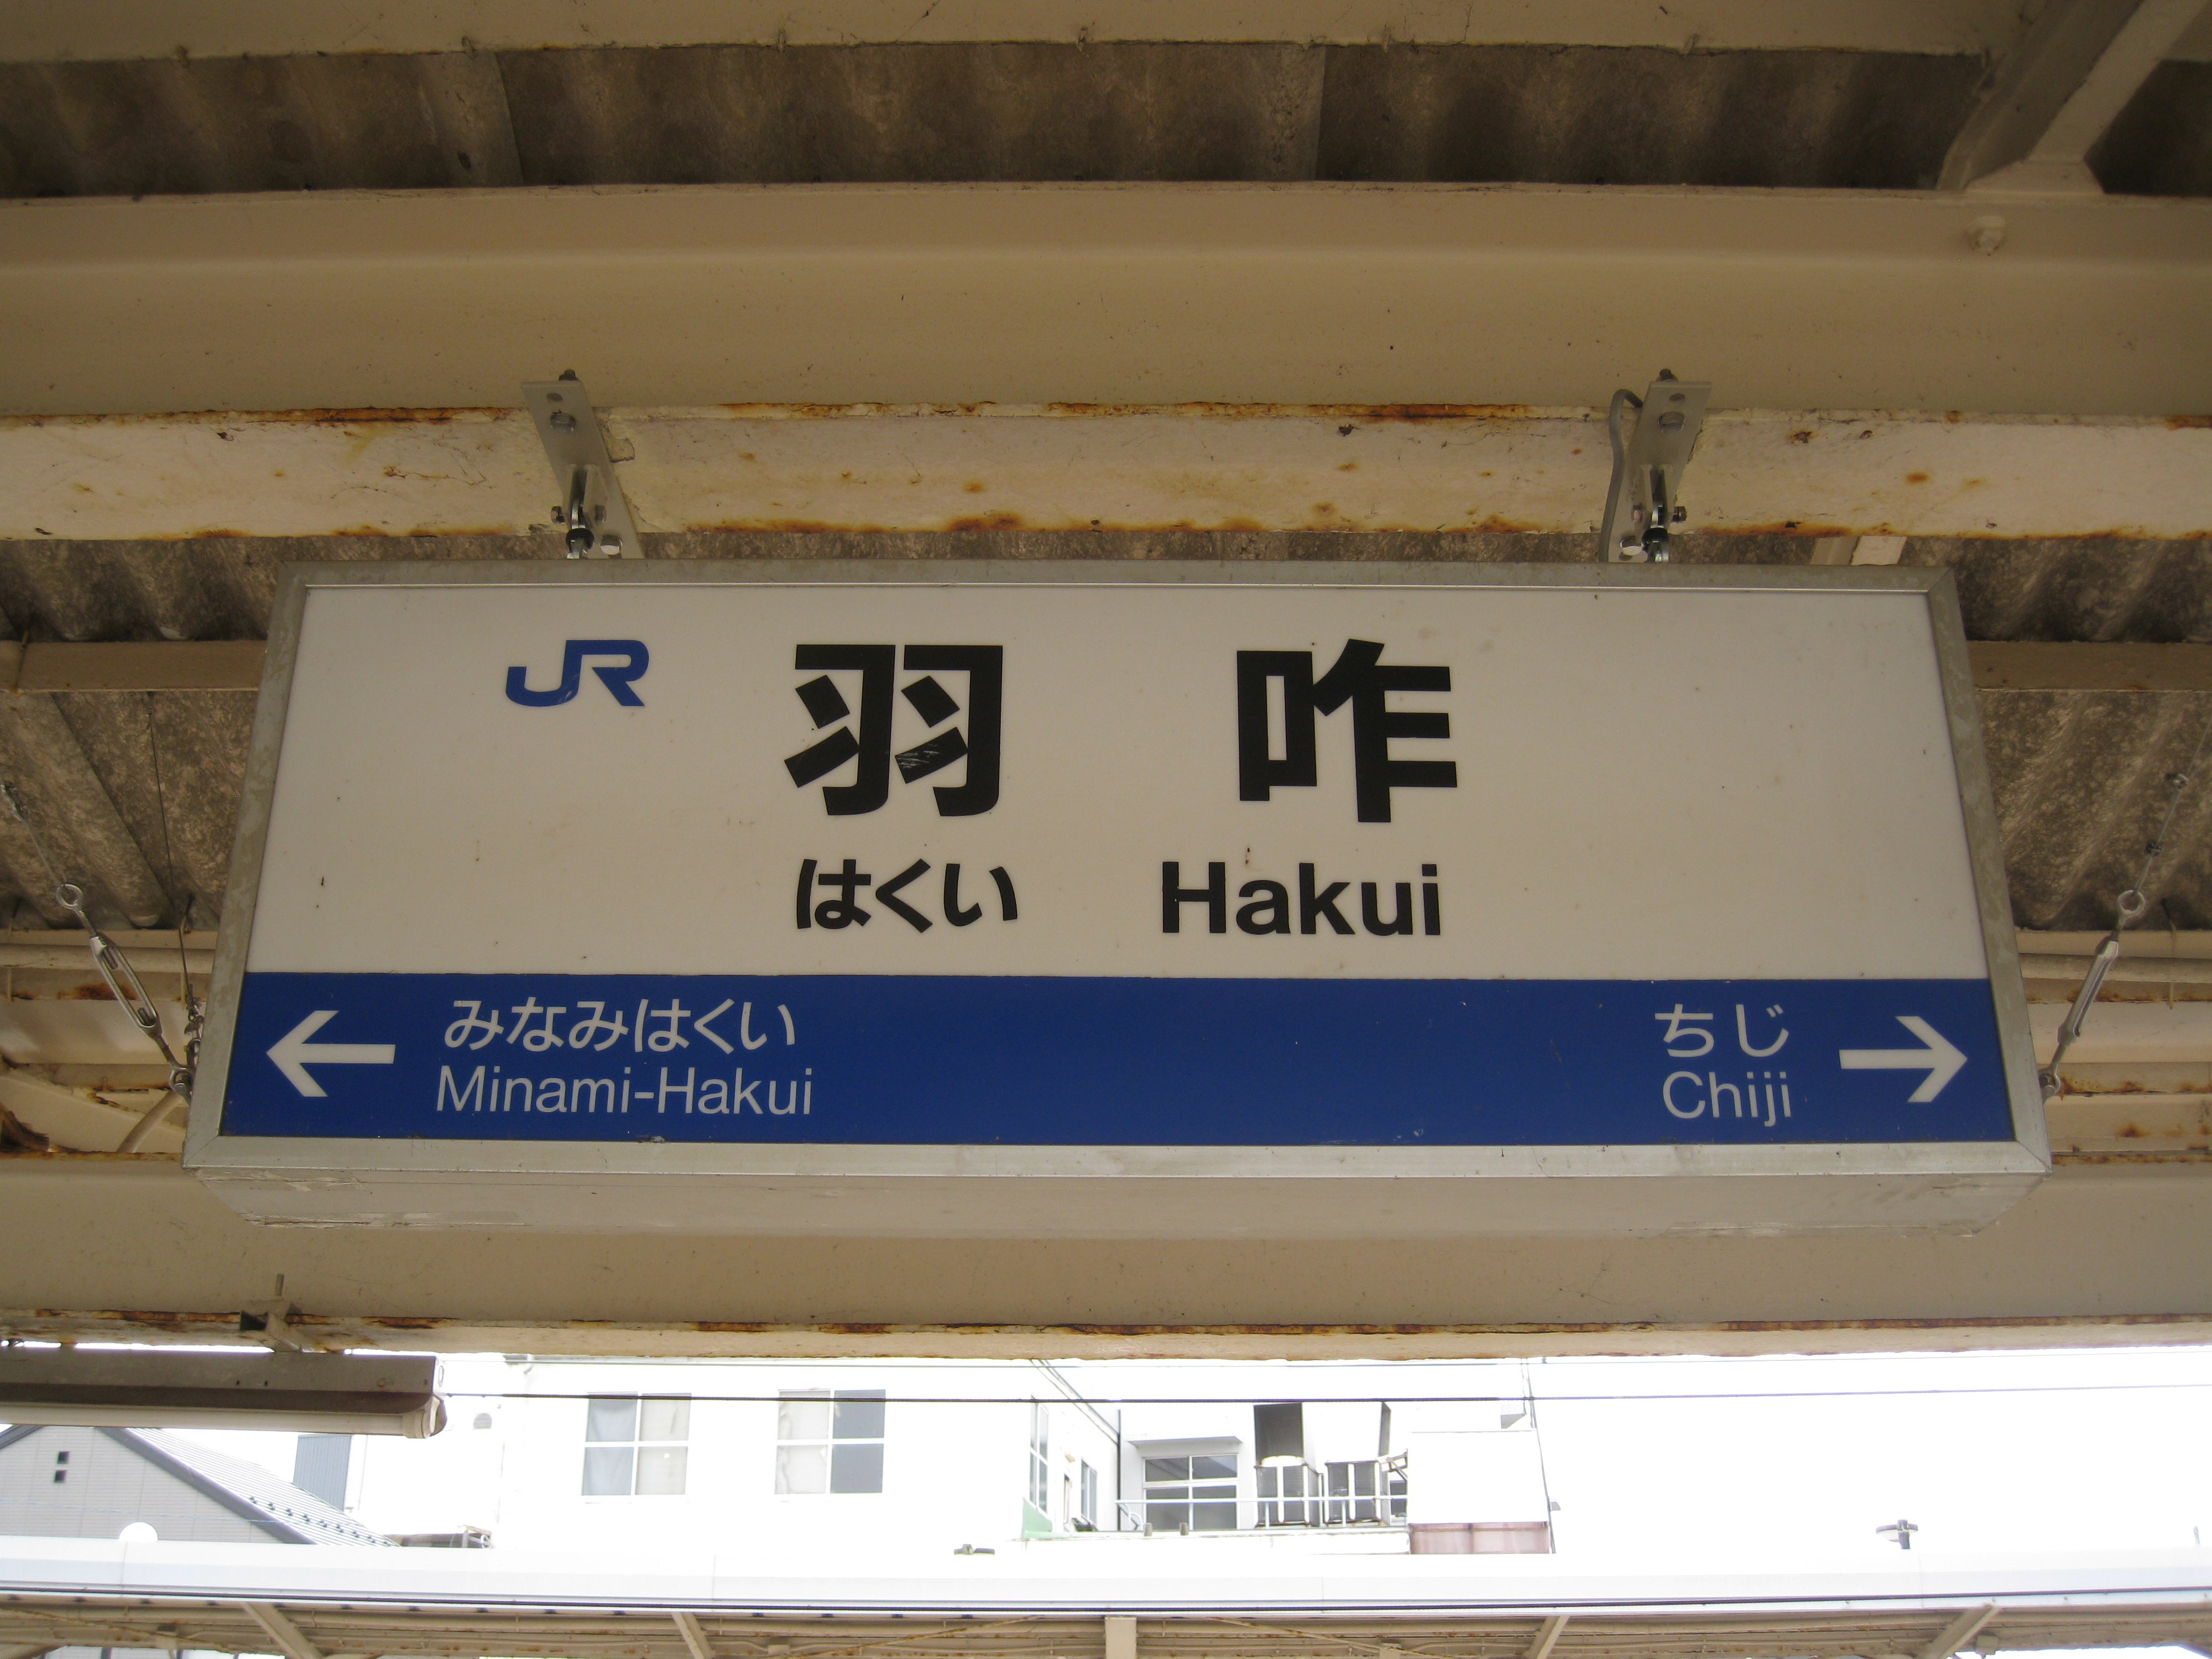 JR 羽咋
はくい Hakui
← みなみはくい
Minami-Hakui
ちじ →
Chiji